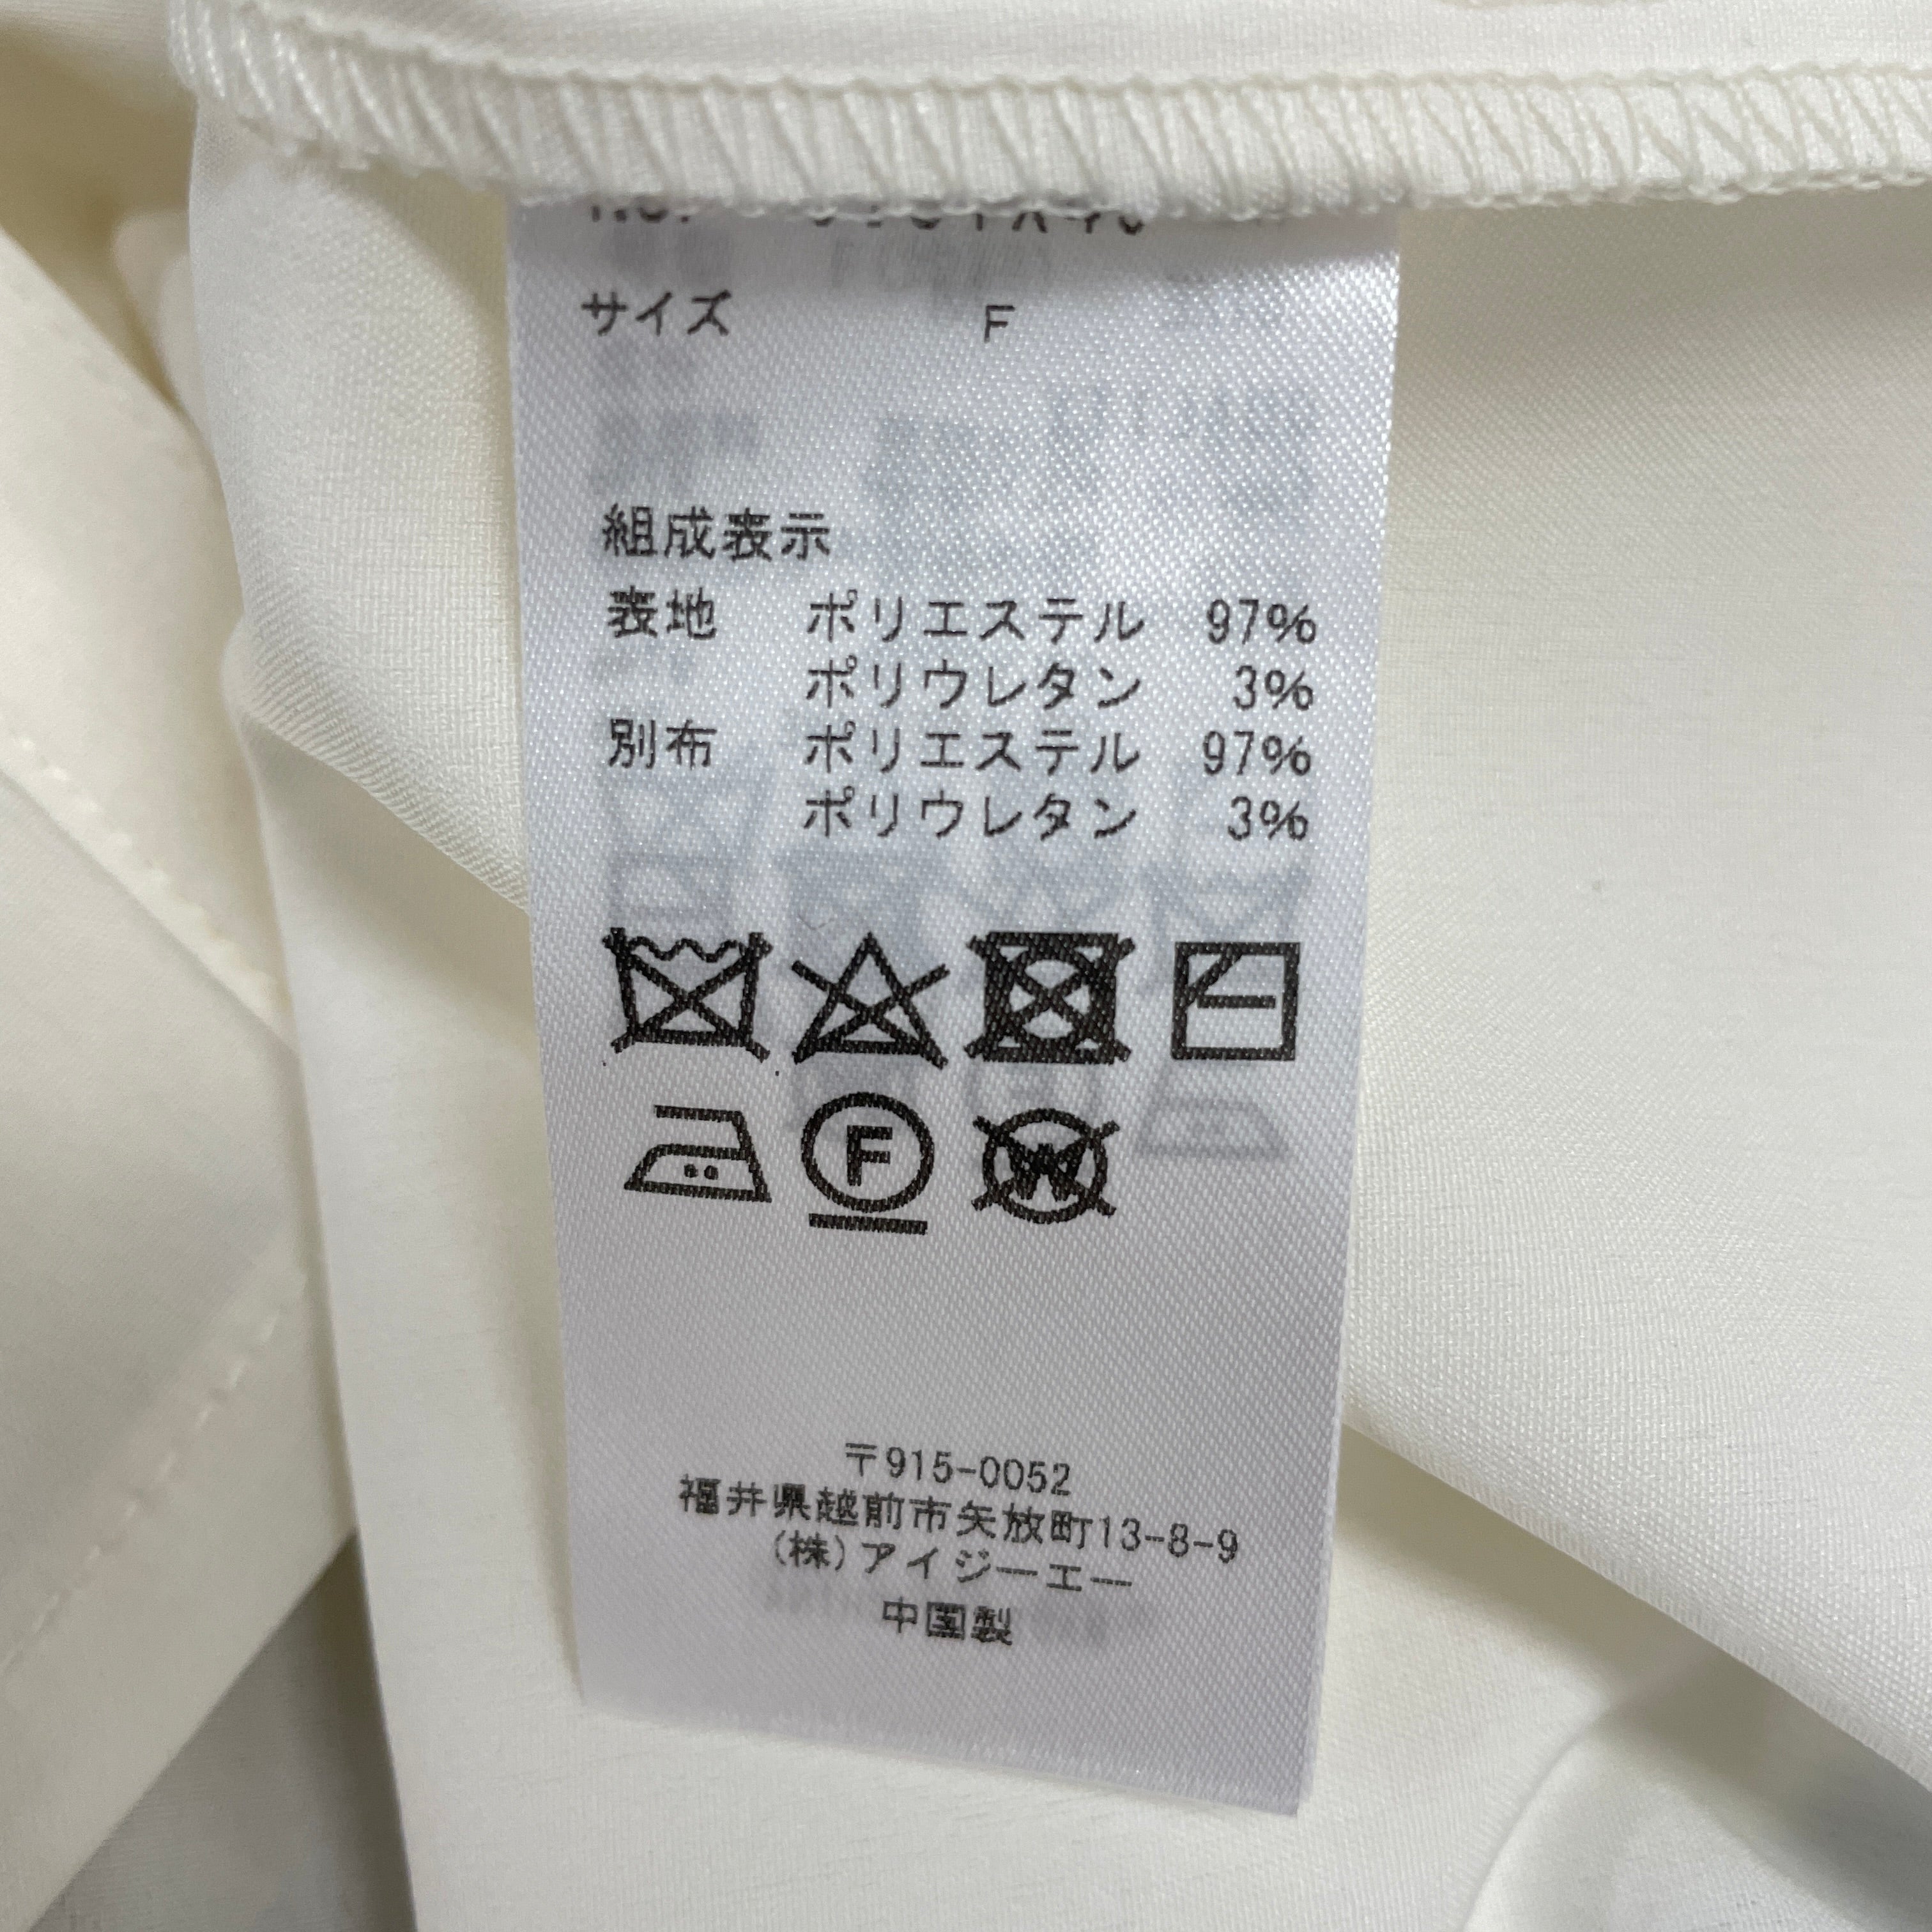 サイズ F
組成表示
表地 ポリエステル 97%
ポリウレタン 3%
別布 ポリエステル 97%
ポリウレタン 3%
F
W
〒915-0052
福井県越前市矢放町13-8-9
(株)アイジーエー
中国製